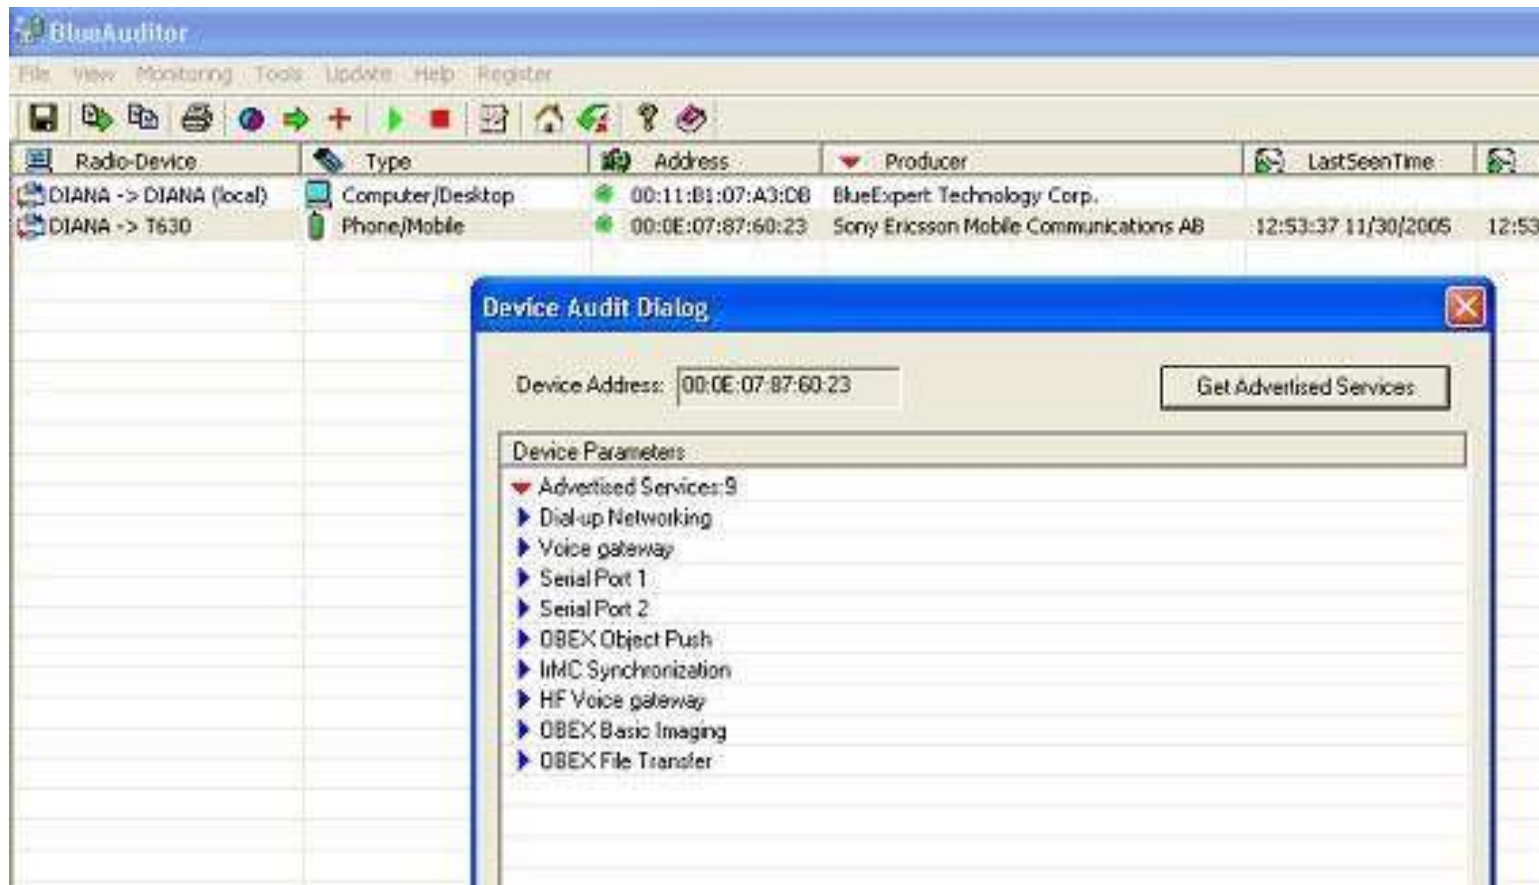 BlueAuditor
File View Monitoring Tools Update Help Register
Radio-Device Type Address Producer LastSeenTime
DIANA -> DIANA (local) Computer/Desktop 00:11:B1:07:A3:DB BlueExpert Technology Corp.
DIANA -> T630 Phone/Mobile 00:0E:07:87:60:23 Sony Ericsson Mobile Communications AB 12:53:37 11/30/2005 12:53
Device Audit Dialog
Device Address: 00:0E:07:87:60:23 Get Advertised Services
Device Parameters
Advertised Services:9
Dial-up Networking
Voice gateway
Serial Port 1
Serial Port 2
OBEX Object Push
IrMC Synchronization
HF Voice gateway
OBEX Basic Imaging
OBEX File Transfer